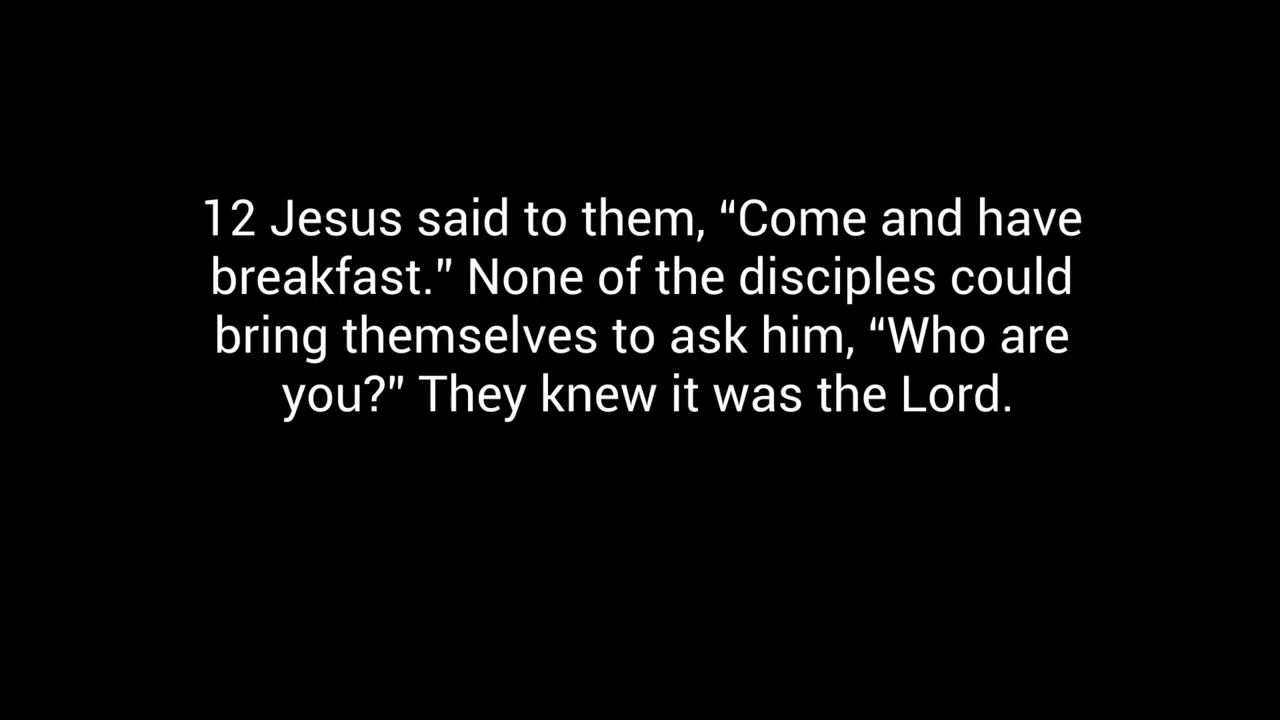 12 Jesus said to them, “Come and have
breakfast.” None of the disciples could
bring themselves to ask him, “Who are
you?” They knew it was the Lord.